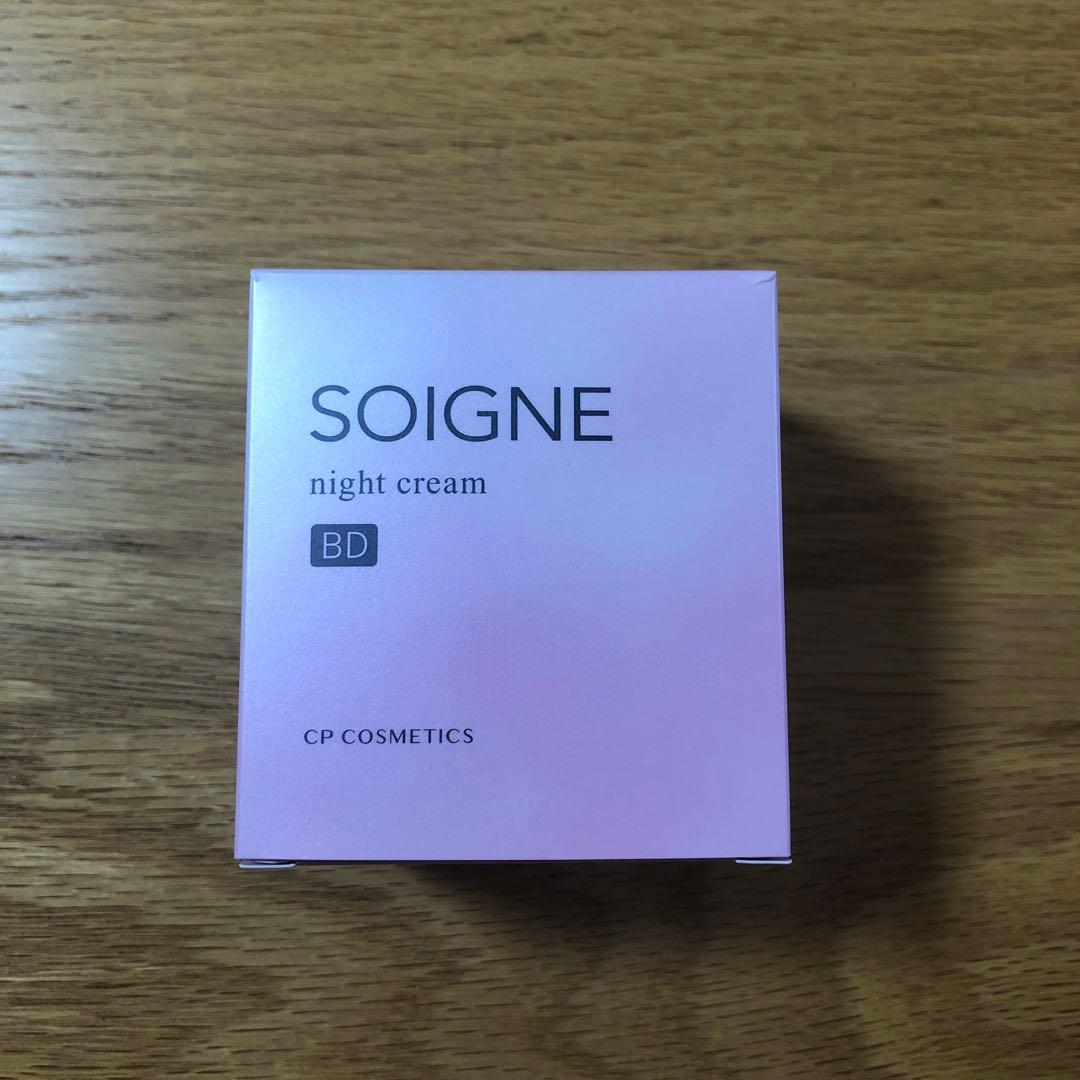 SOIGNE
night cream
BD
CP COSMETICS